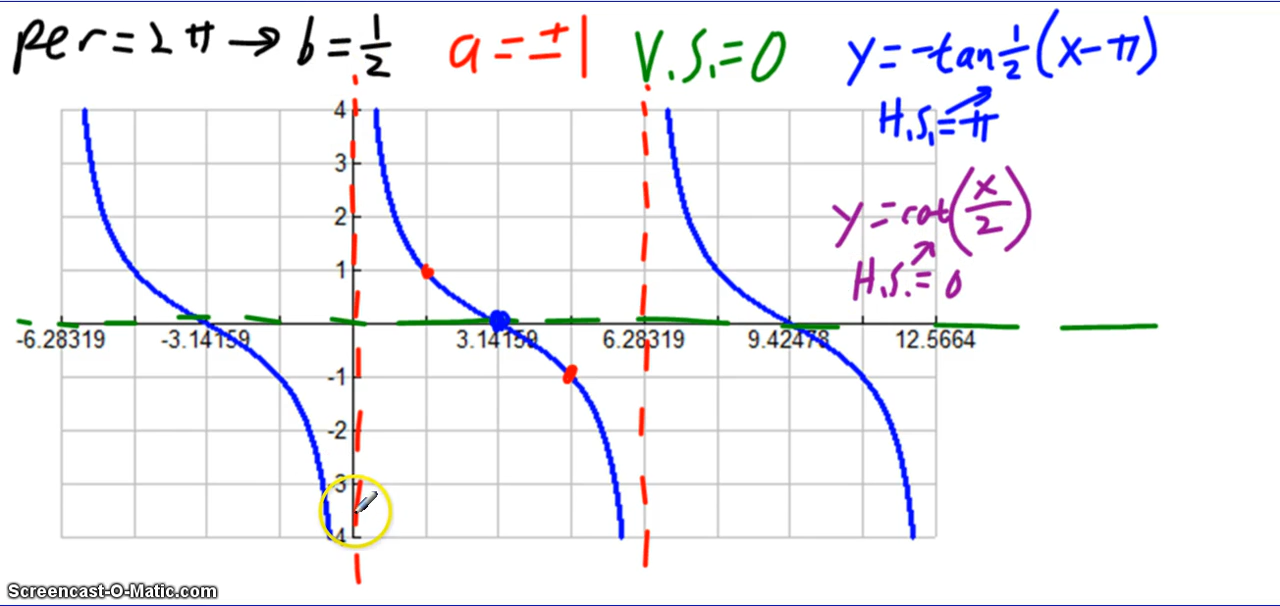 per = 2π → b = 1/2 a = ±1 V.S. = 0 y = -tan 1/2 (x - π)
H.S. = π
y = cot(x/2)
H.S. = 0
4
3
2
1
-6.28319 -3.14159 3.14159 6.28319 9.42478 12.5664
-1
-2
-3
-4
Screencast-O-Matic.com